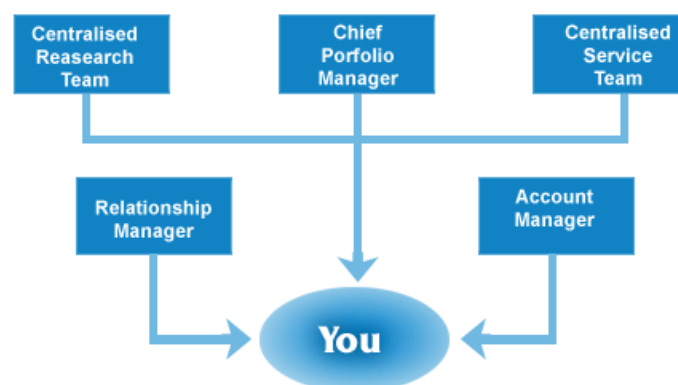 Centralised
Reasearch
Team
Chief
Porfolio
Manager
Centralised
Service
Team
Relationship
Manager
Account
Manager
You